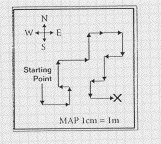 N
W E
S
Starting
Point
MAP 1cm = 1m